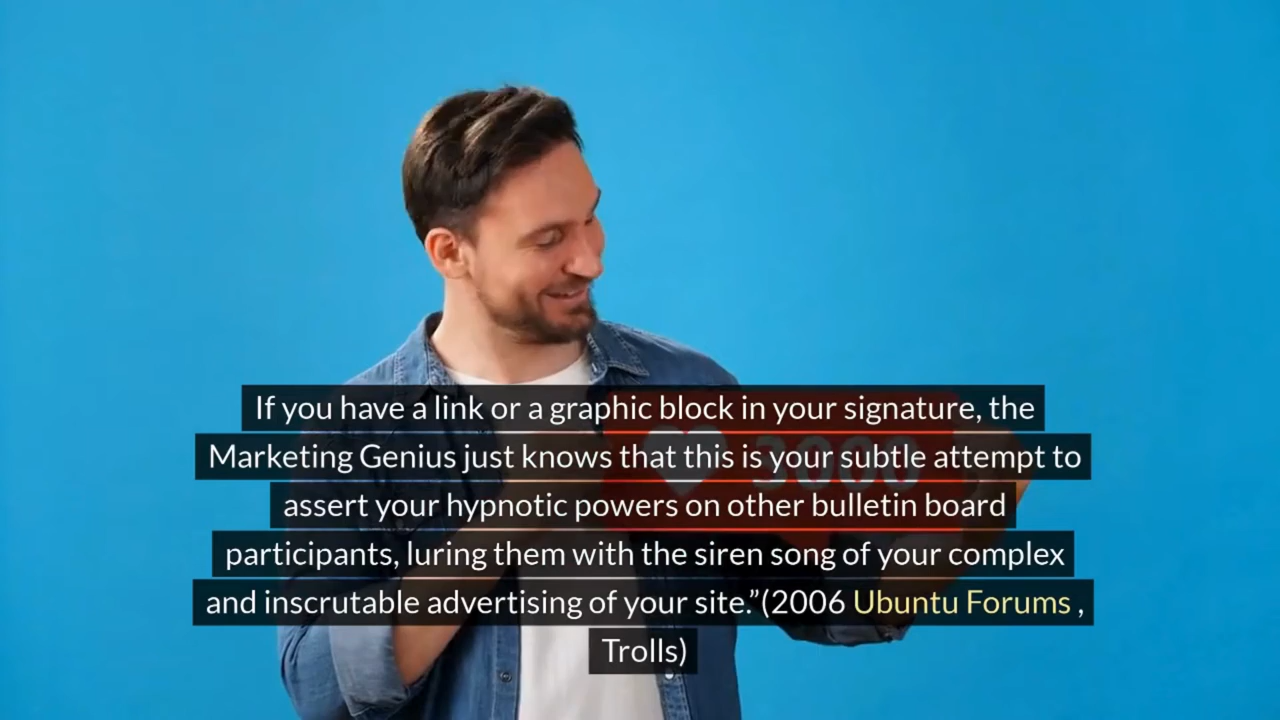 If you have a link or a graphic block in your signature, the
Marketing Genius just knows that this is your subtle attempt to
assert your hypnotic powers on other bulletin board
participants, luring them with the siren song of your complex
and inscrutable advertising of your site.”(2006 Ubuntu Forums ,
Trolls)
3000